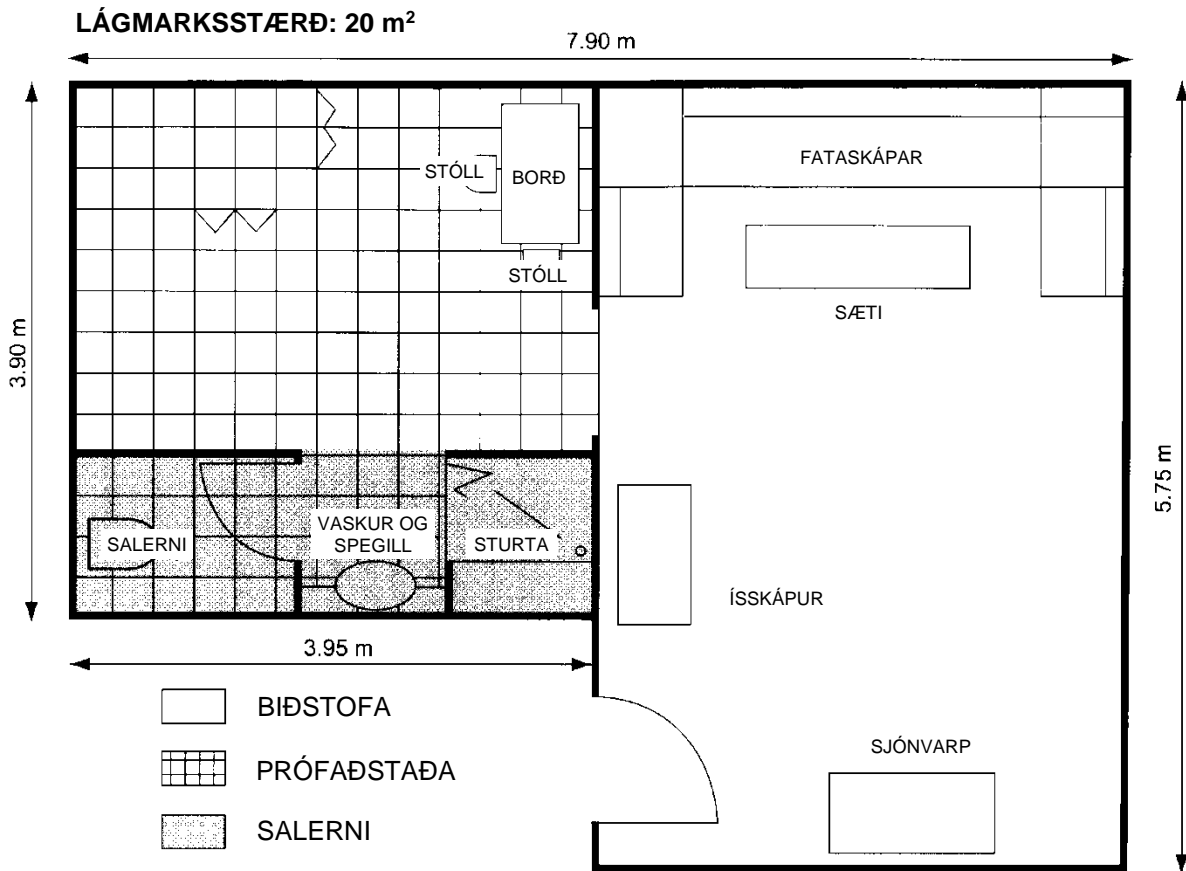 LÁGMARKSSTÆRÐ: 20 m²
7.90 m
FATASKÁPAR
STÓLL
BORÐ
STÓLL
SÆTI
3.90 m
5.75 m
VASKUR OG
SPEGILL
SALERNI
STURTA
ÍSSKÁPUR
3.95 m
BIÐSTOFA
SJÓNVARP
PRÓFAÐSTAÐA
SALERNI